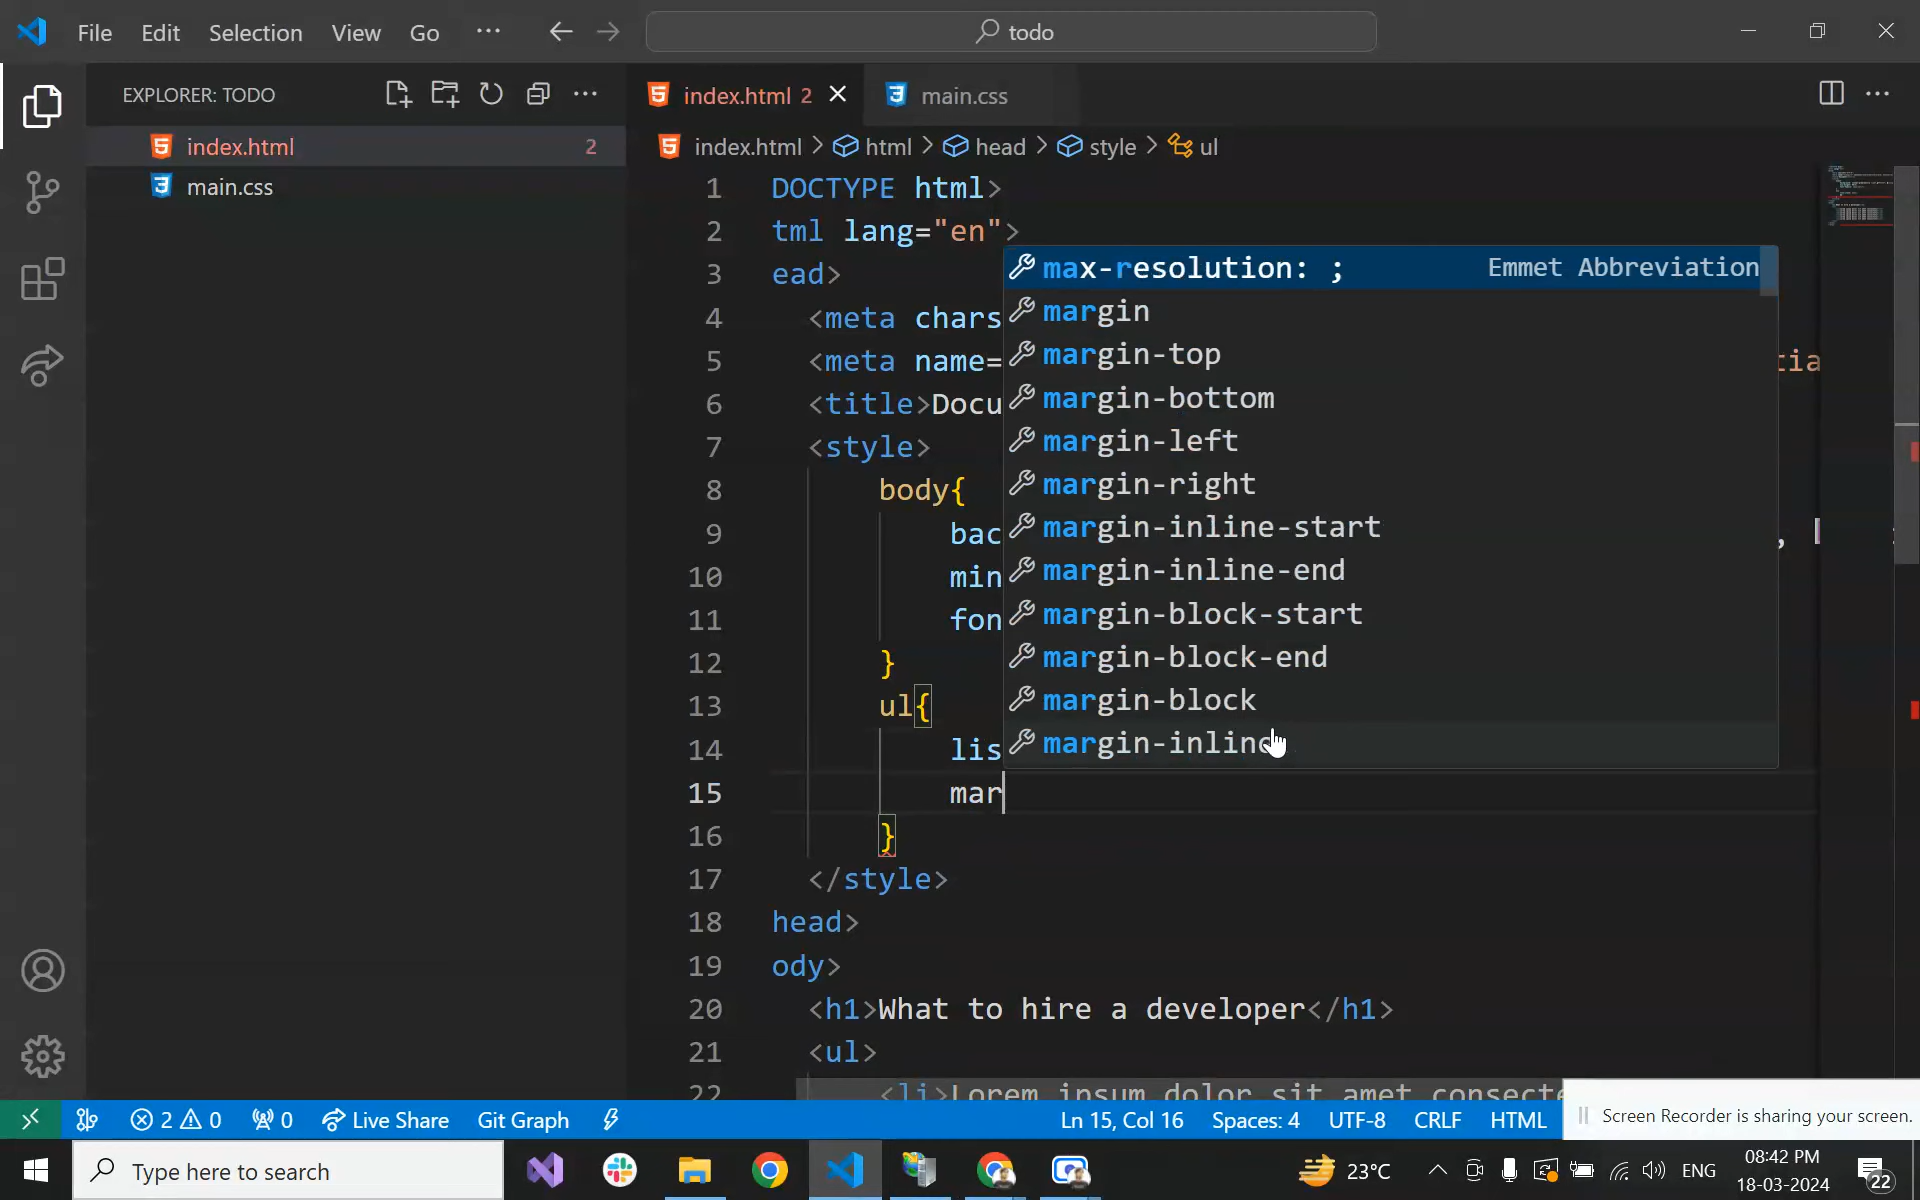 File Edit Selection View Go ··· todo
EXPLORER: TODO
index.html 2
main.css
index.html 2
main.css
index.html > html > head > style > ul
1 DOCTYPE html>
2 tml lang="en">
3 ead>
4 <meta chars
5 <meta name= tia
6 <title>Docu
7 <style>
8 body{
9 bac ,
10 min
11 fon
12 }
13 ul{
14 lis
15 mar
16 }
17 </style>
18 head>
19 ody>
20 <h1>What to hire a developer</h1>
21 <ul>
22 <li>Lorem ipsum dolor sit amet consecte
max-resolution: ; Emmet Abbreviation
margin
margin-top
margin-bottom
margin-left
margin-right
margin-inline-start
margin-inline-end
margin-block-start
margin-block-end
margin-block
margin-inline
2 0 0 Live Share Git Graph Ln 15, Col 16 Spaces: 4 UTF-8 CRLF HTML
Screen Recorder is sharing your screen.
Type here to search
23°C ENG
08:42 PM
18-03-2024
22